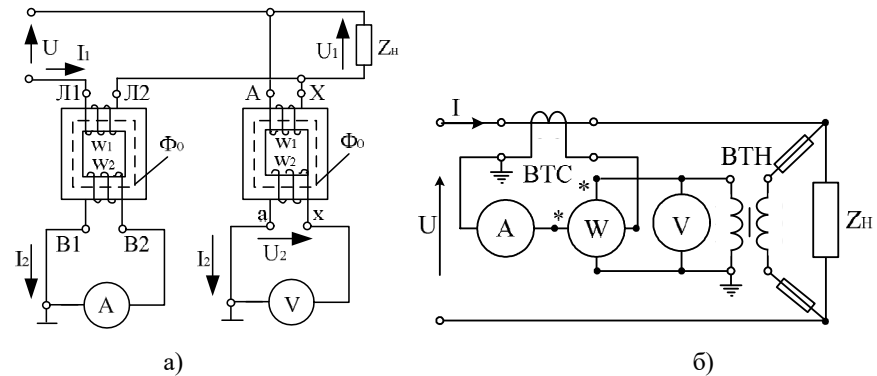 U
I₁
U₁
Zн
Л1
Л2
А
Х
w₁
w₂
Ф₀
w₁
w₂
Ф₀
В1
В2
а
х
U₂
I₂
А
I₂
V
а)
I
ВТС
ВТН
*
*
U
А
W
V
Zн
б)